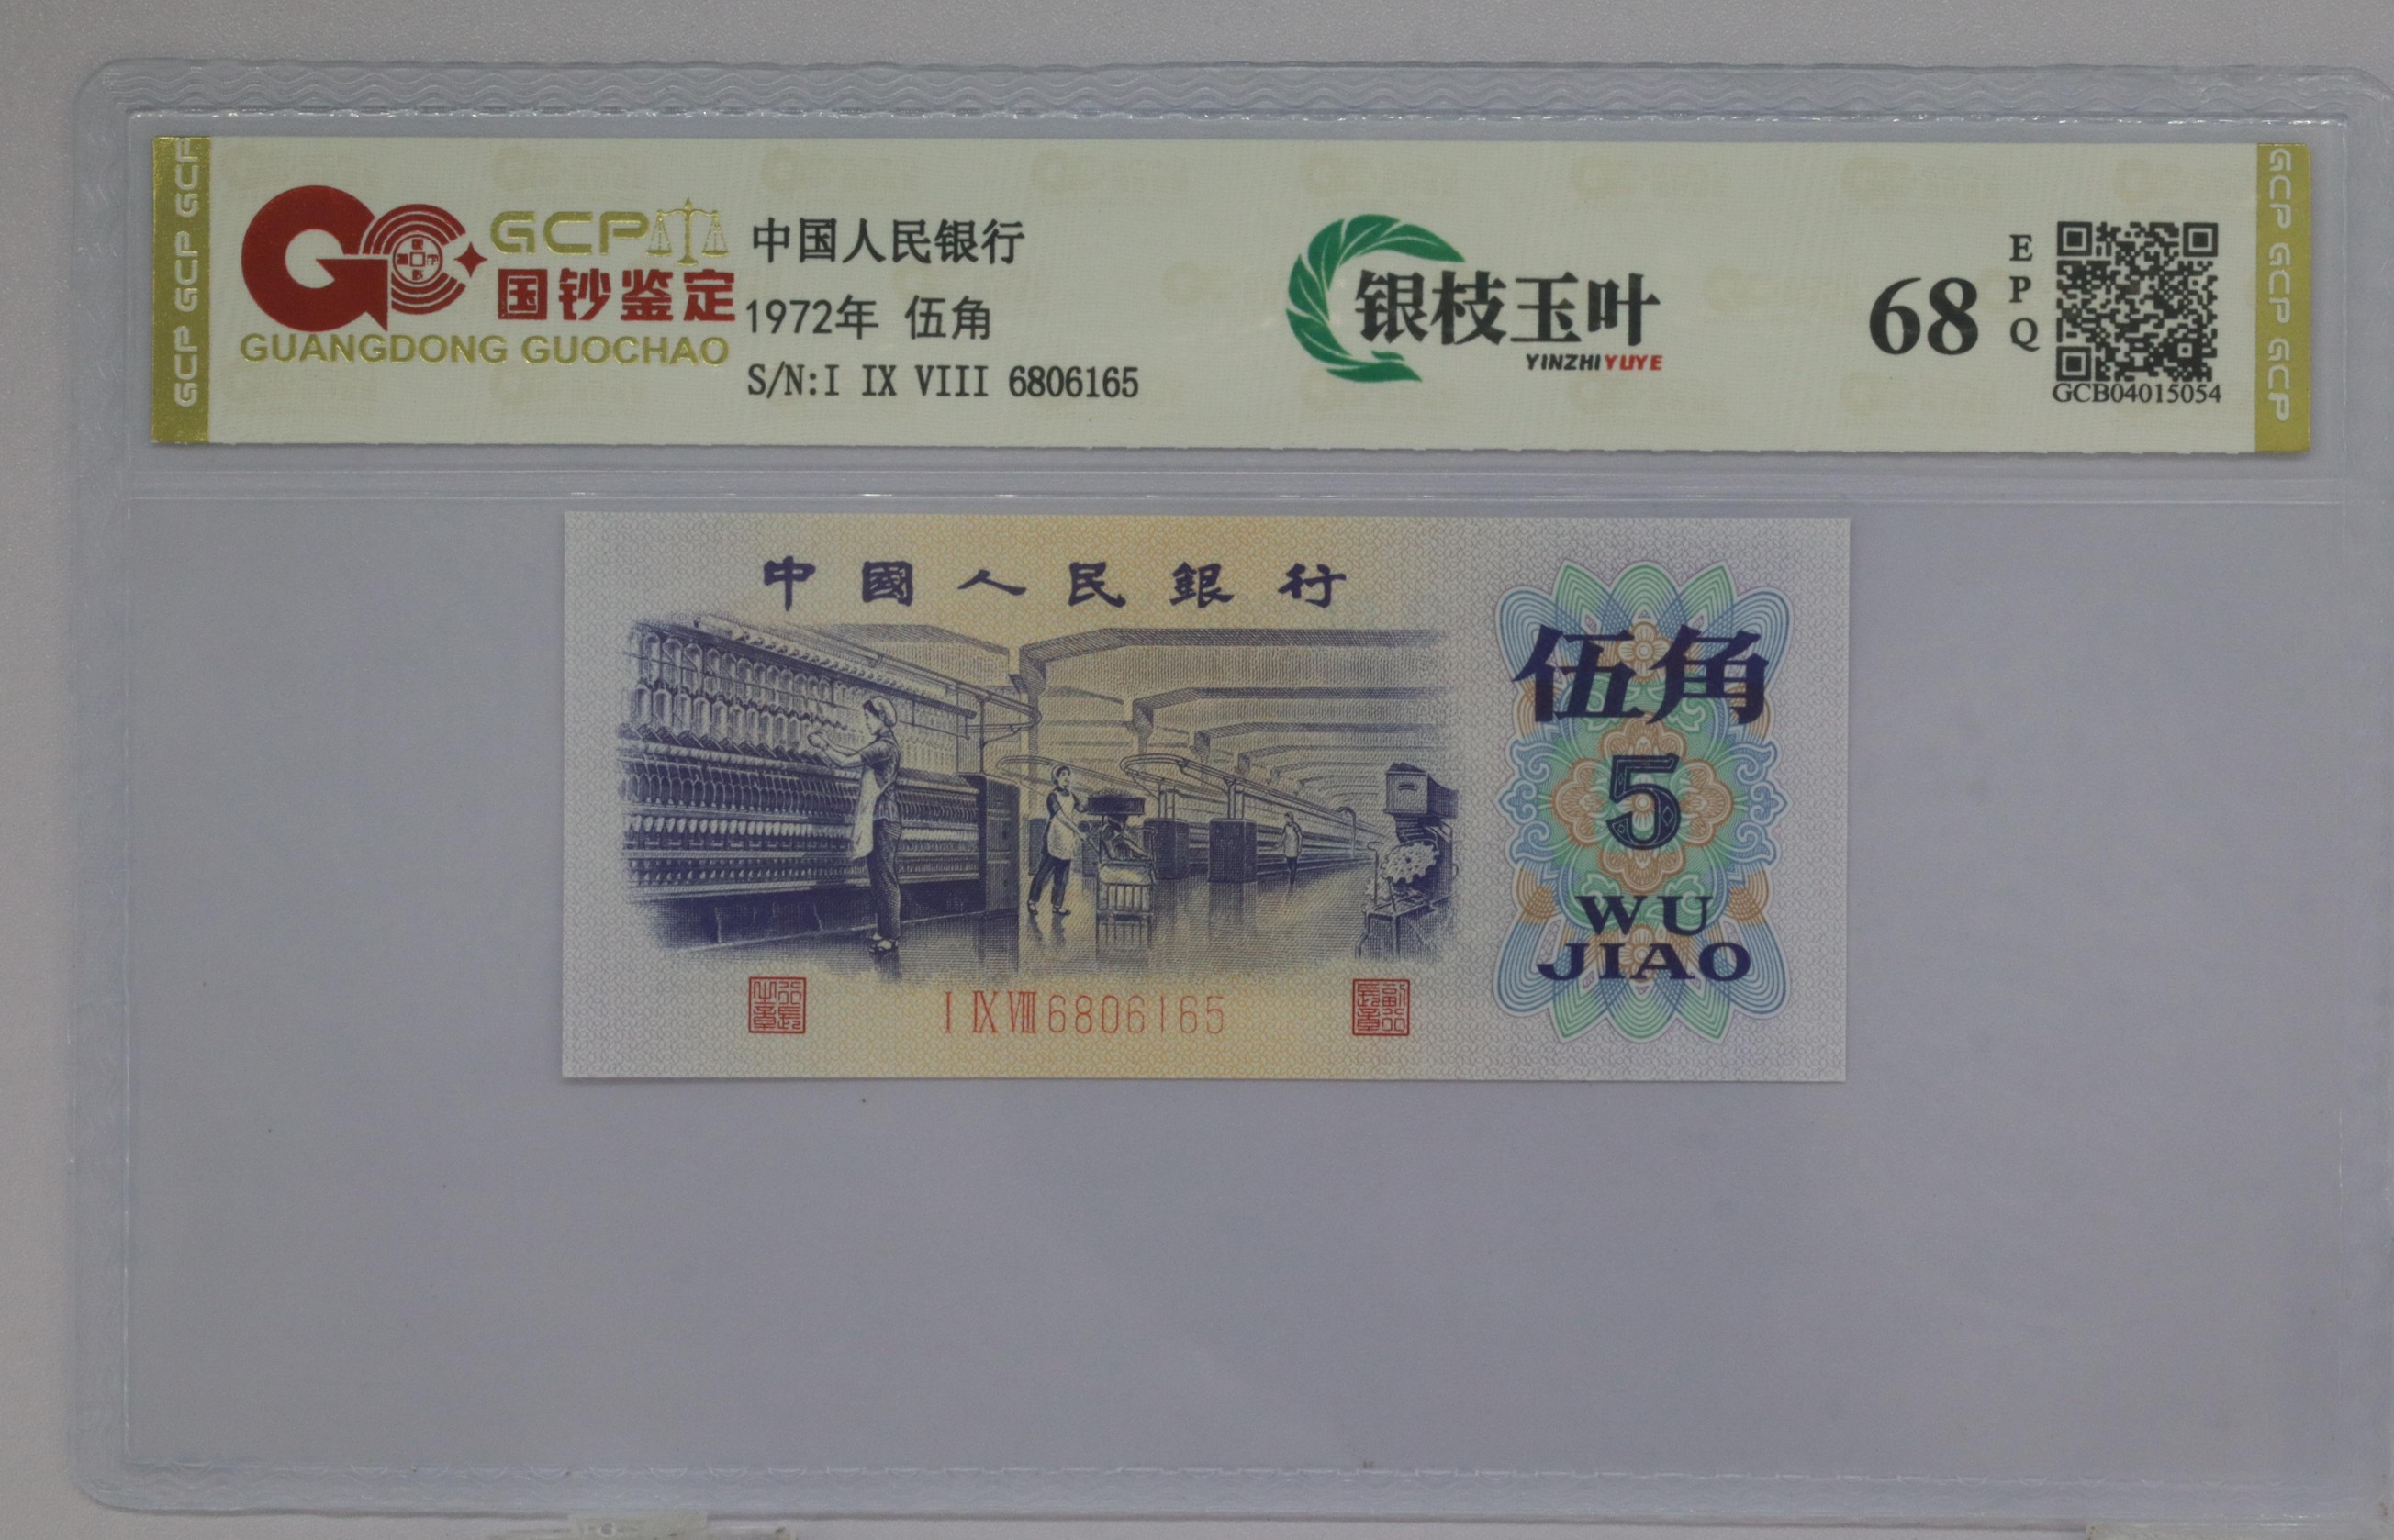 GCP GCP GCP
GCP
国钞鉴定
GUANGDONG GUOCHAO
中国人民银行
1972年 伍角
S/N:I IX VIII 6806165
银枝玉叶
YINZHIYUYE
68
EPQ
GCB04015054
GCP GCP GCP
中國人民銀行
伍角
5
WU
JIAO
I IX VIII 6806165